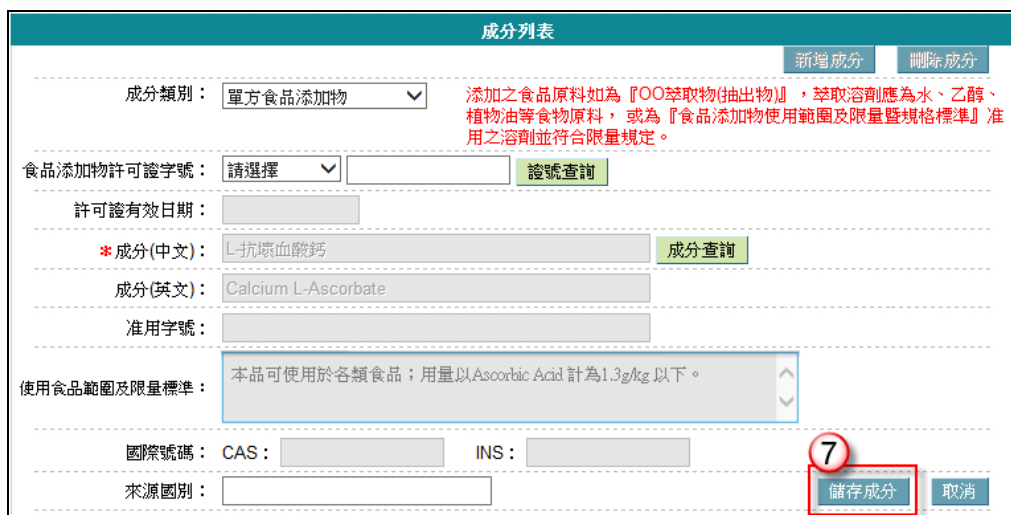 成分列表
新增成分 刪除成分
成分類別： 單方食品添加物 添加之食品原料如為『OO萃取物(抽出物)』，萃取溶劑應為水、乙醇、
植物油等食物原料， 或為『食品添加物使用範圍及限量暨規格標準』准
用之溶劑並符合限量規定。
食品添加物許可證字號： 請選擇 證號查詢
許可證有效日期：
*成分(中文)： L-抗壞血酸鈣 成分查詢
成分(英文)： Calcium L-Ascorbate
准用字號：
使用食品範圍及限量標準： 本品可使用於各類食品；用量以Ascorbic Acid 計為1.3g/kg 以下。
國際號碼： CAS： INS： 7
來源國別： 儲存成分 取消